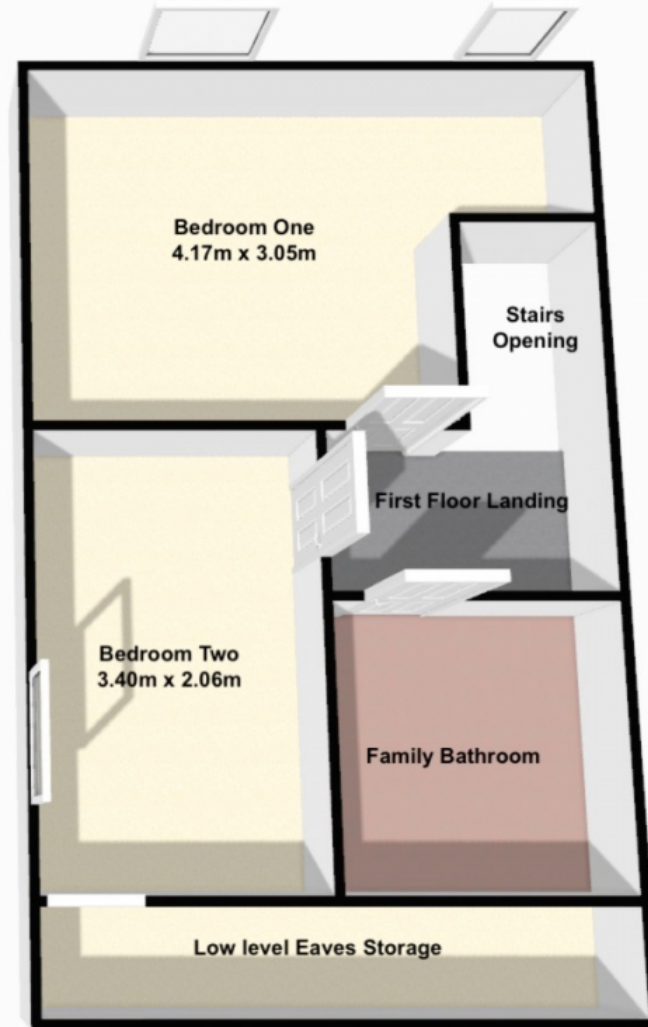 Bedroom One
4.17m x 3.05m
Stairs
Opening
First Floor Landing
Bedroom Two
3.40m x 2.06m
Family Bathroom
Low level Eaves Storage